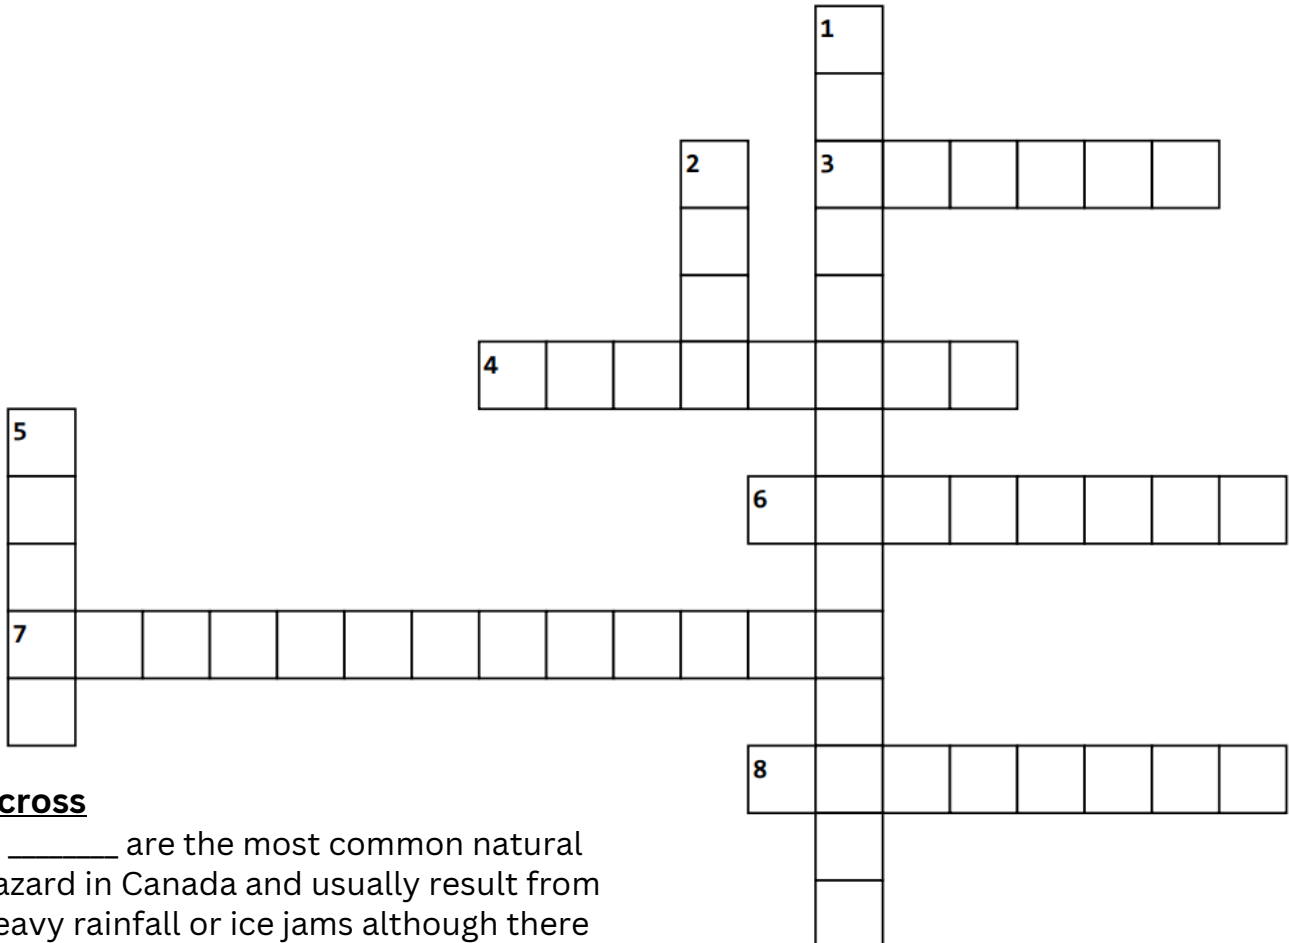 1
2 3
4
5
6
7
8
cross
________ are the most common natural
azard in Canada and usually result from
eavy rainfall or ice jams although there